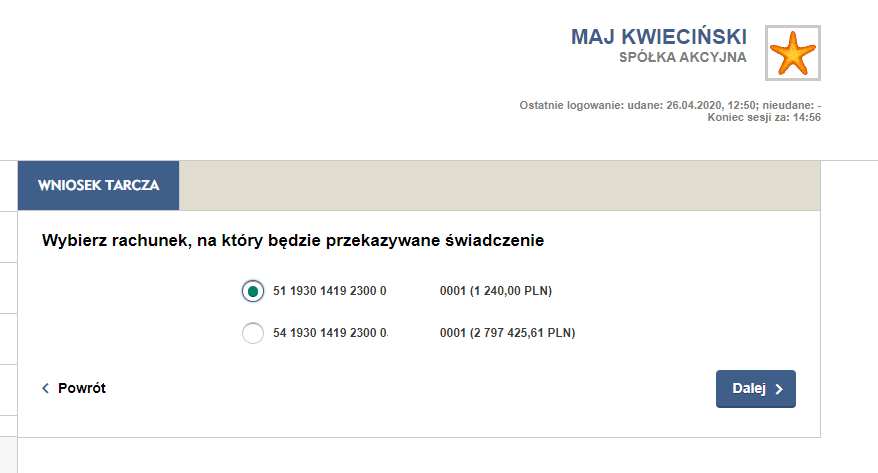 MAJ KWIECIŃSKI
SPÓŁKA AKCYJNA
Ostatnie logowanie: udane: 26.04.2020, 12:50; nieudane: -
Koniec sesji za: 14:56
WNIOSEK TARCZA
Wybierz rachunek, na który będzie przekazywane świadczenie
51 1930 1419 2300 0 0001 (1 240,00 PLN)
54 1930 1419 2300 0 0001 (2 797 425,61 PLN)
Powrót
Dalej